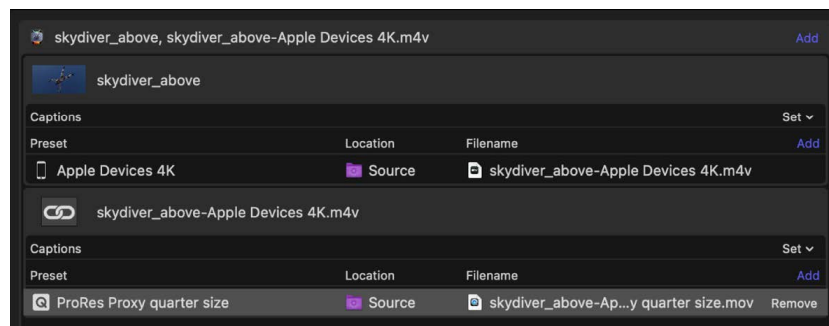 skydiver_above, skydiver_above-Apple Devices 4K.m4v Add
skydiver_above
Captions Set
Preset Location Filename Add
Apple Devices 4K Source skydiver_above-Apple Devices 4K.m4v
skydiver_above-Apple Devices 4K.m4v
Captions Set
Preset Location Filename Add
Q ProRes Proxy quarter size Source skydiver_above-Ap...y quarter size.mov Remove